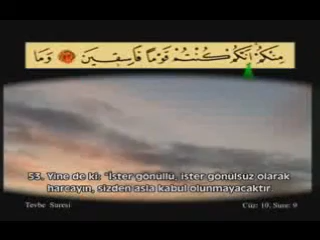 مِنكُمْ إِنَّكُمْ كُنتُمْ قَوْمًا فَاسِقِينَ ﴿٥٣﴾ وَمَا
53. Yine de ki: "İster gönüllü, ister gönülsüz olarak
harcayın, sizden asla kabul olunmayacaktır
Tevbe Suresi Cüz: 10, Sure: 9